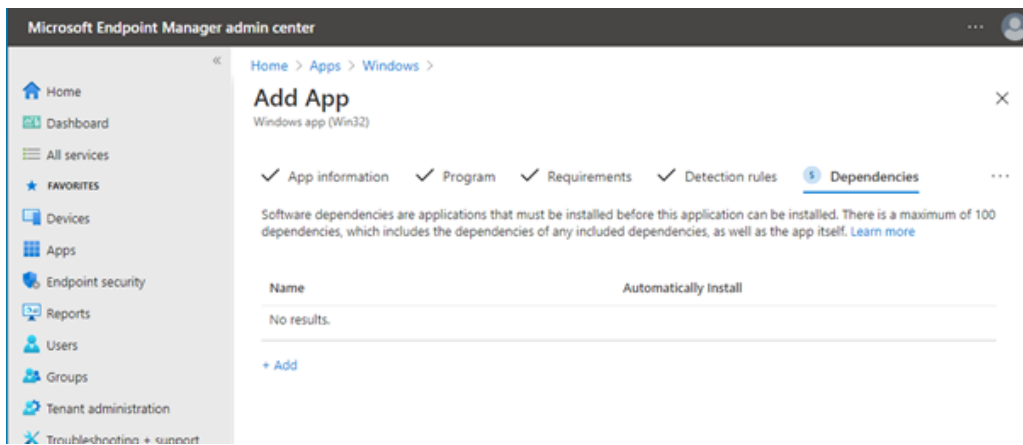 Microsoft Endpoint Manager admin center
...
«
Home
Dashboard
All services
FAVORITES
Devices
Apps
Endpoint security
Reports
Users
Groups
Tenant administration
Troubleshooting + support
Home > Apps > Windows >
Add App
Windows app (Win32)
App information Program Requirements Detection rules 5 Dependencies ...
Software dependencies are applications that must be installed before this application can be installed. There is a maximum of 100
dependencies, which includes the dependencies of any included dependencies, as well as the app itself. Learn more
Name Automatically Install
No results.
+ Add